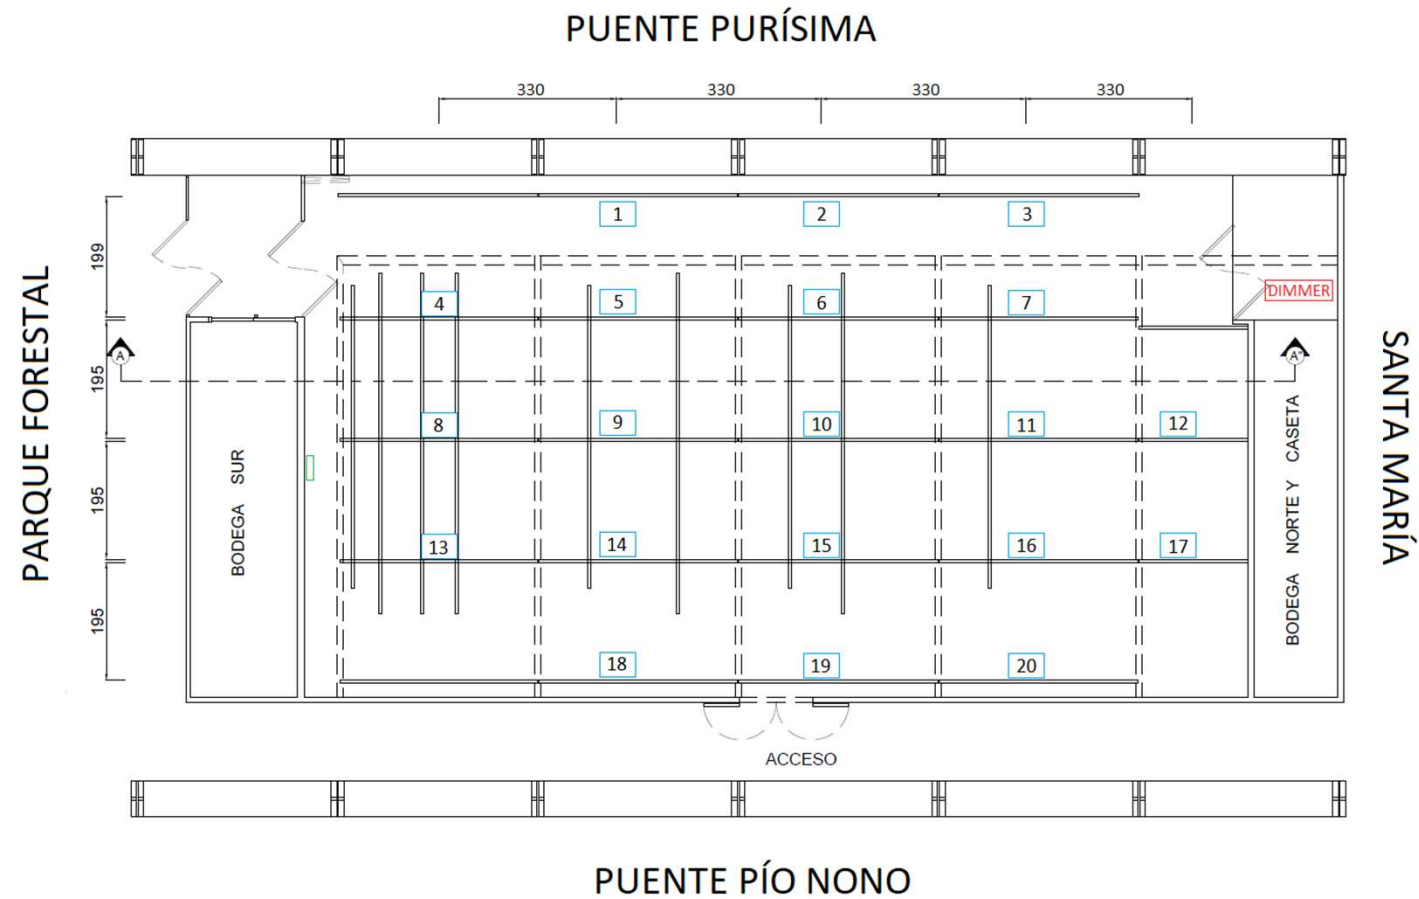 PUENTE PURÍSIMA
330 330 330 330
1 2 3
199
4 5 6 7
DIMMER
A A"
195
8 9 10 11 12
195
13 14 15 16 17
195
18 19 20
PARQUE FORESTAL
BODEGA SUR
BODEGA NORTE Y CASETA
SANTA MARÍA
ACCESO
PUENTE PÍO NONO